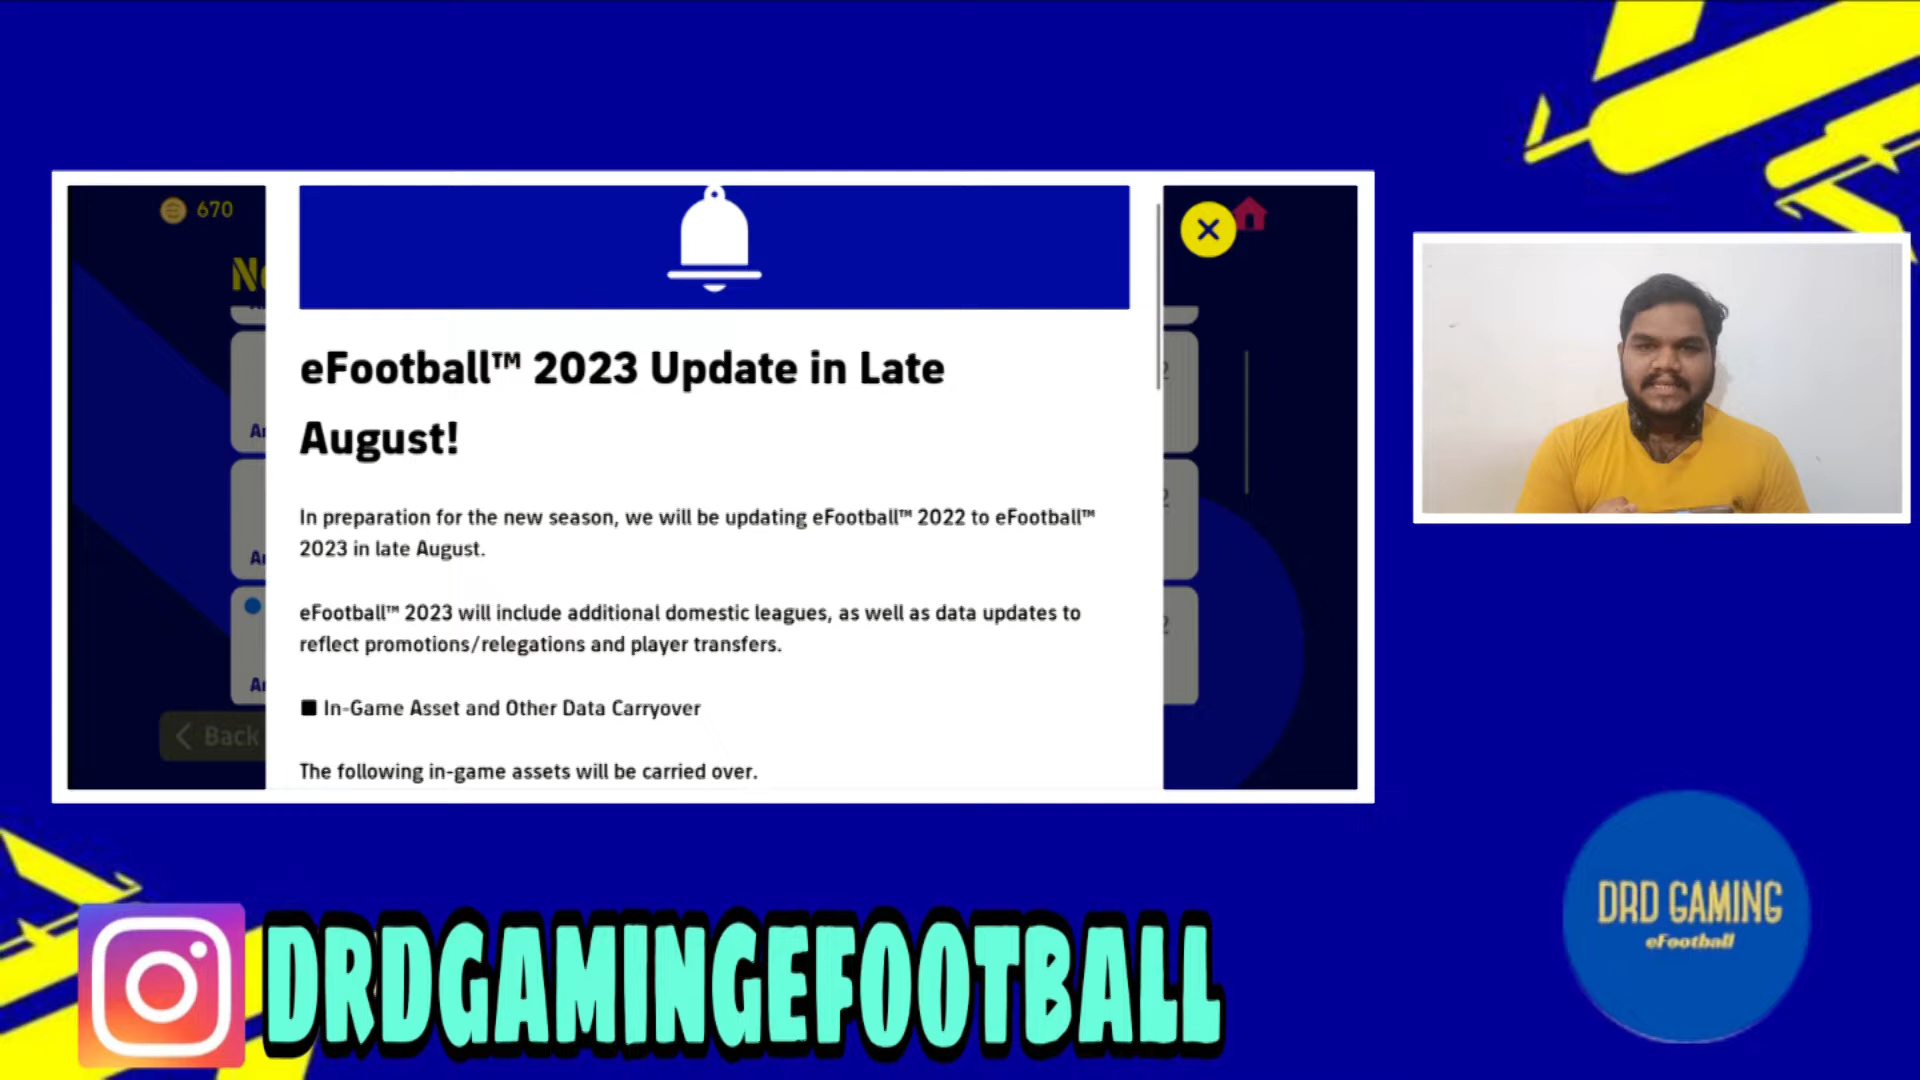 670
eFootball™ 2023 Update in Late
August!
In preparation for the new season, we will be updating eFootball™ 2022 to eFootball™
2023 in late August.
eFootball™ 2023 will include additional domestic leagues, as well as data updates to
reflect promotions/relegations and player transfers.
■ In-Game Asset and Other Data Carryover
The following in-game assets will be carried over.
Back
DRD GAMING
eFootball
DRDGAMINGEFOOTBALL